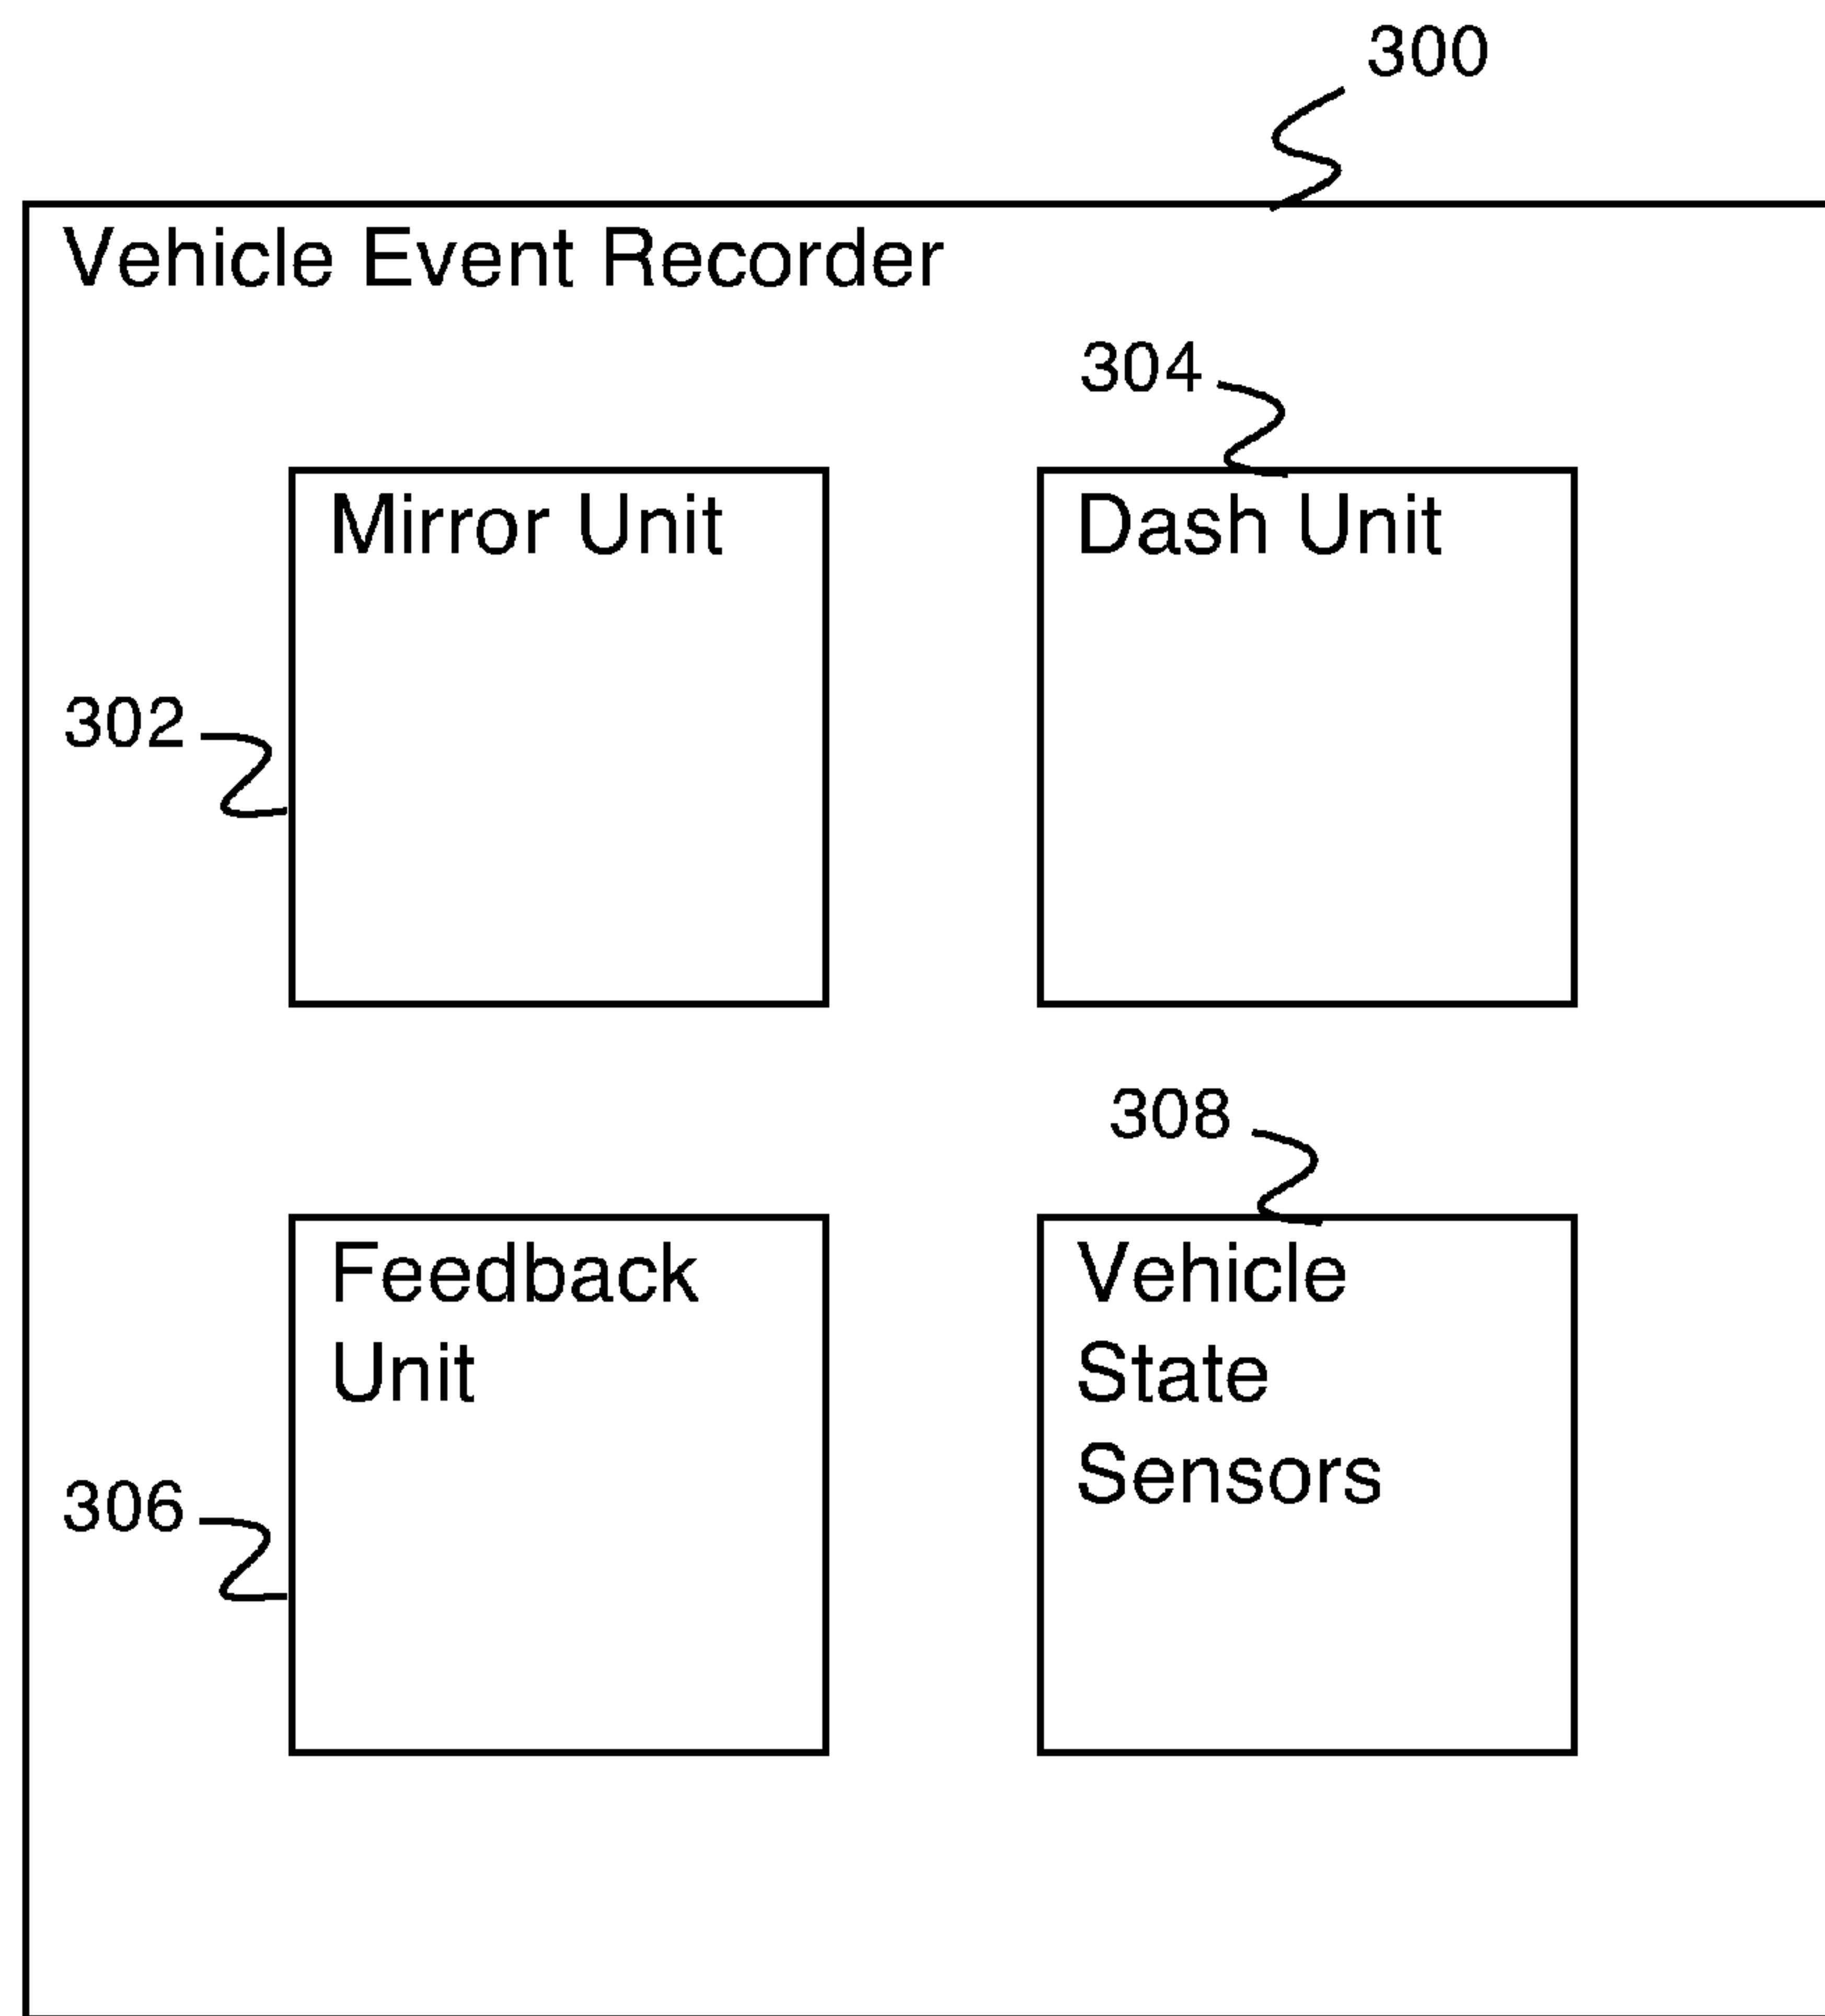 300
Vehicle Event Recorder
304
Mirror Unit
Dash Unit
302
308
Feedback
Unit
Vehicle
State
Sensors
306